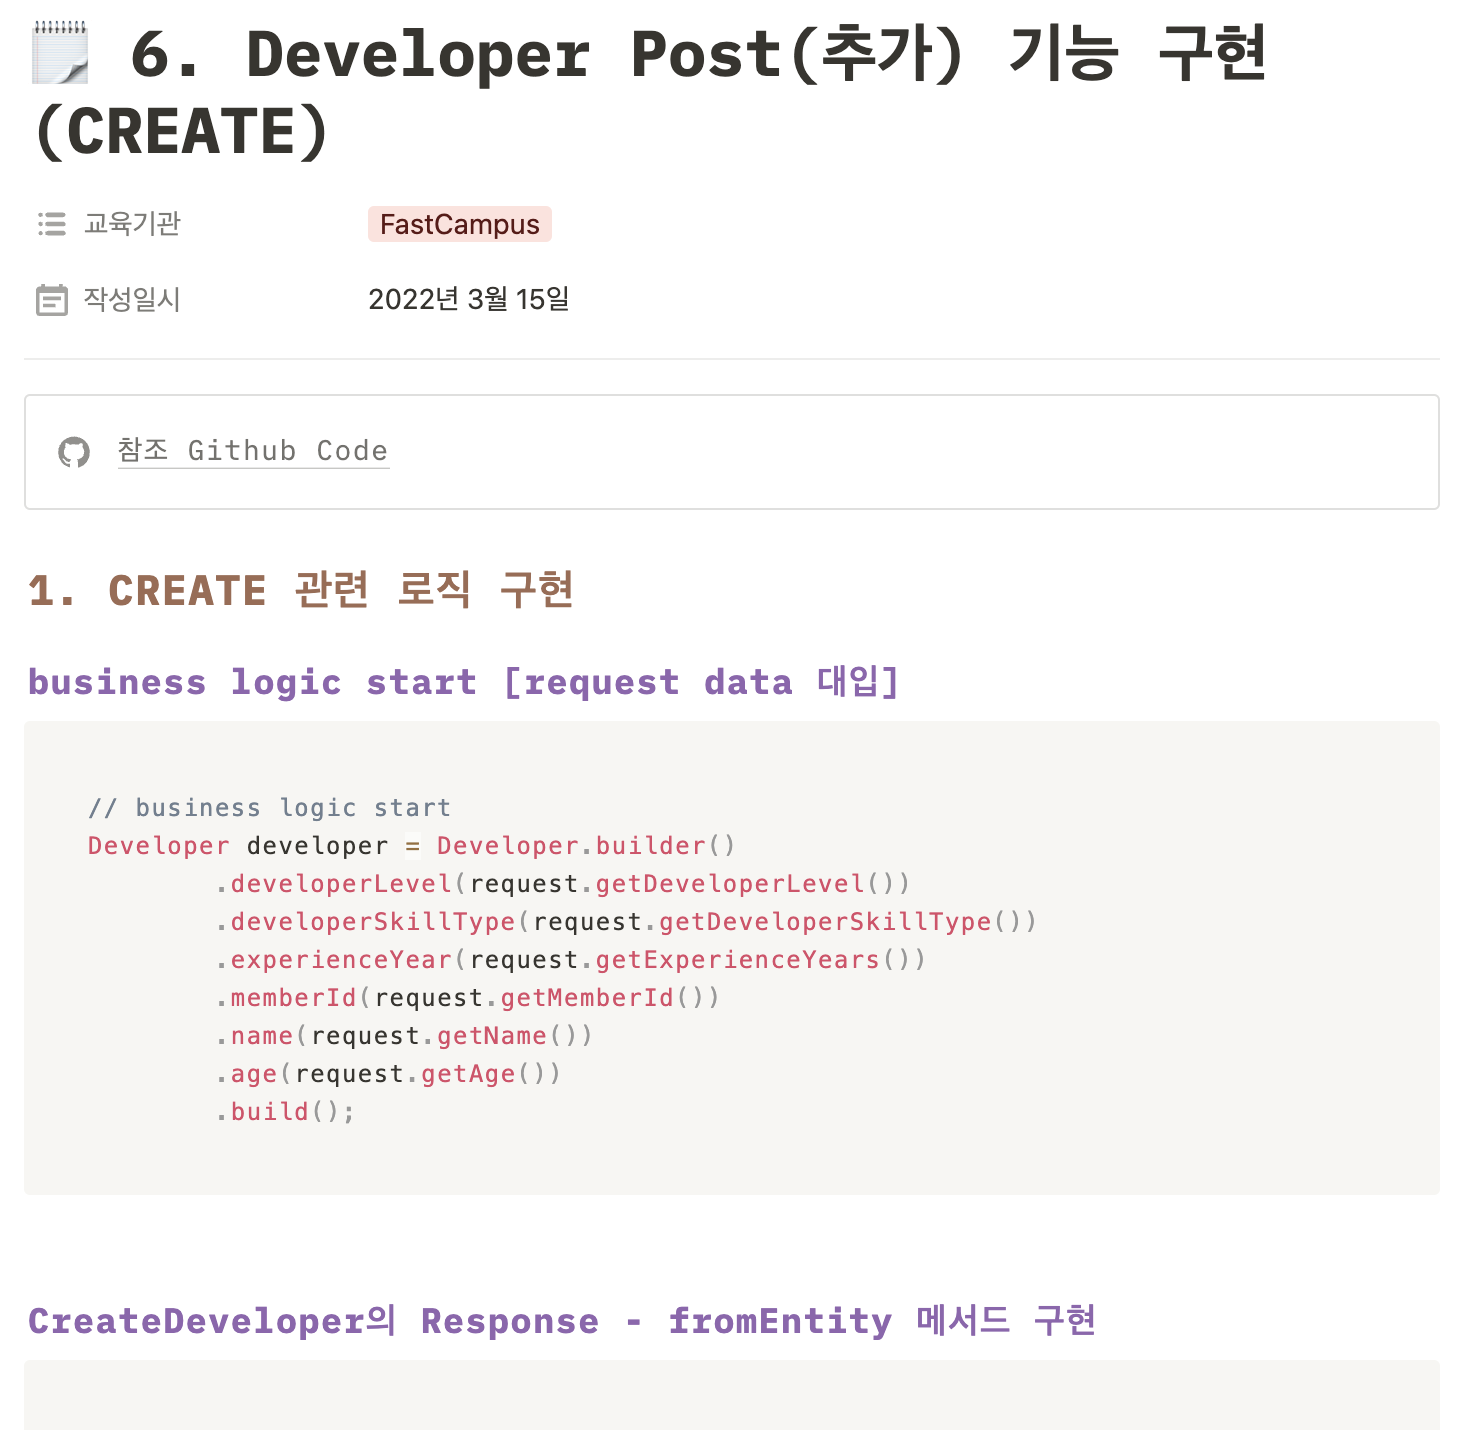 6. Developer Post(추가) 기능 구현
(CREATE)
교육기관 FastCampus
작성일시 2022년 3월 15일
참조 Github Code
1. CREATE 관련 로직 구현
business logic start [request data 대입]
// business logic start
Developer developer = Developer.builder()
        .developerLevel(request.getDeveloperLevel())
        .developerSkillType(request.getDeveloperSkillType())
        .experienceYear(request.getExperienceYears())
        .memberId(request.getMemberId())
        .name(request.getName())
        .age(request.getAge())
        .build();
CreateDeveloper의 Response - fromEntity 메서드 구현